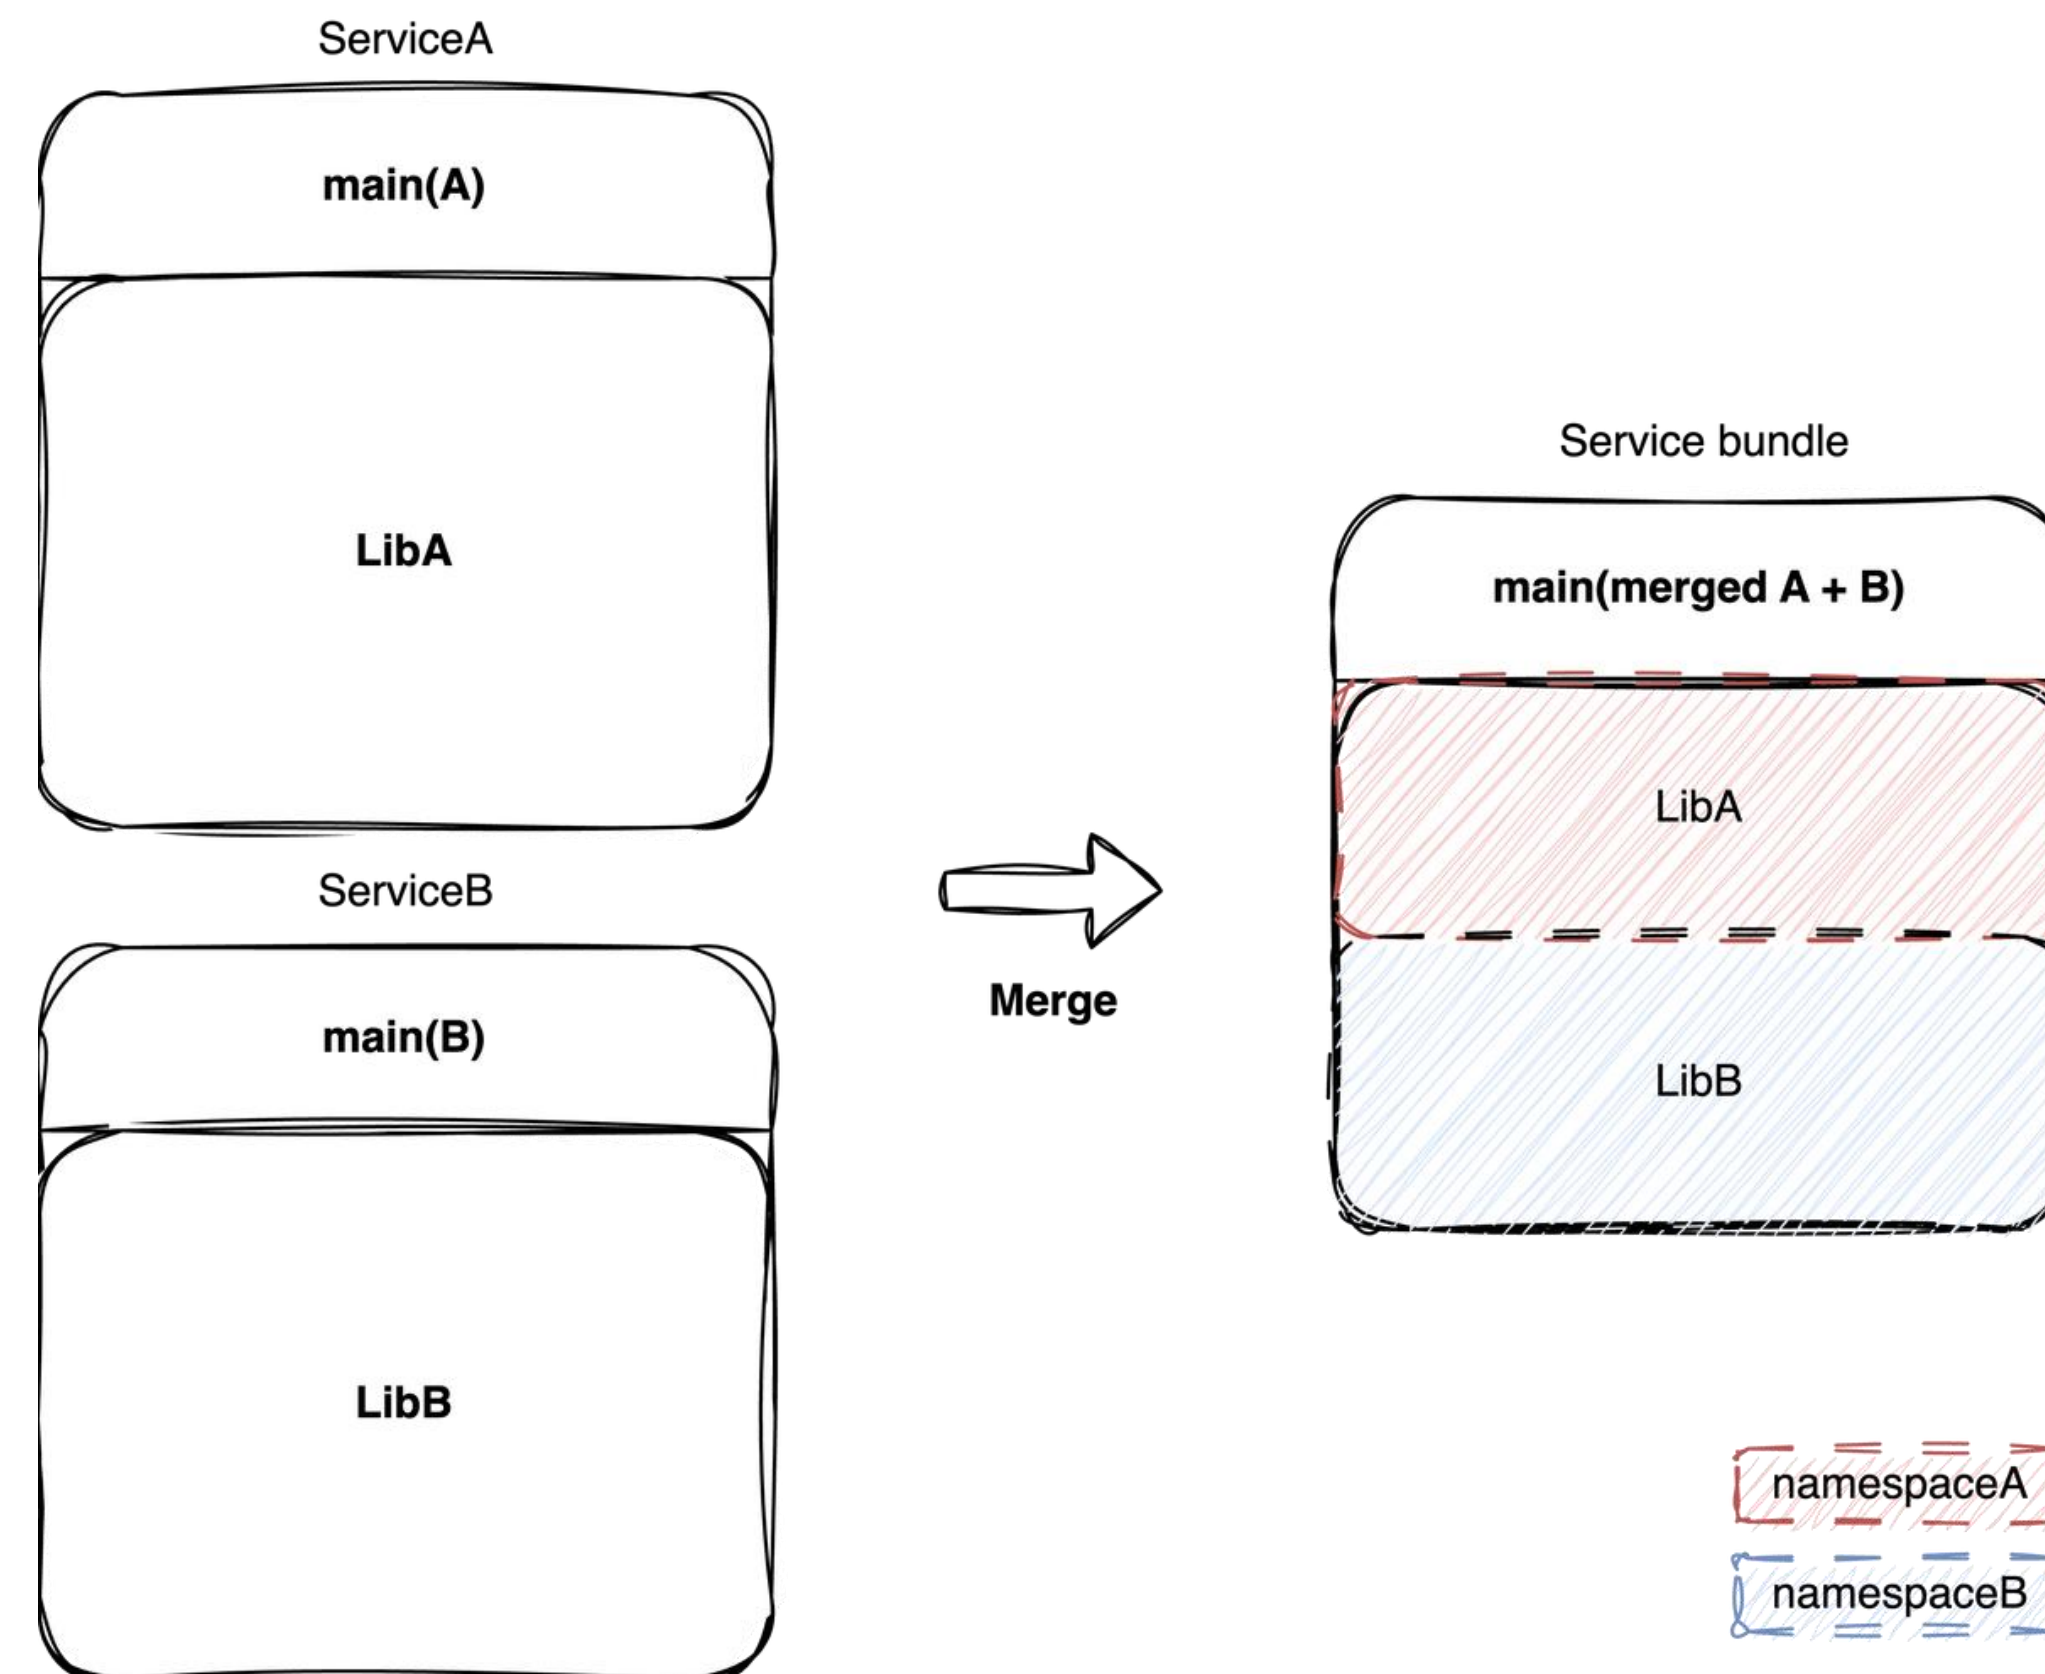 ServiceA
main(A)
LibA
ServiceB
main(B)
LibB
Merge
Service bundle
main(merged A + B)
LibA
LibB
namespaceA
namespaceB